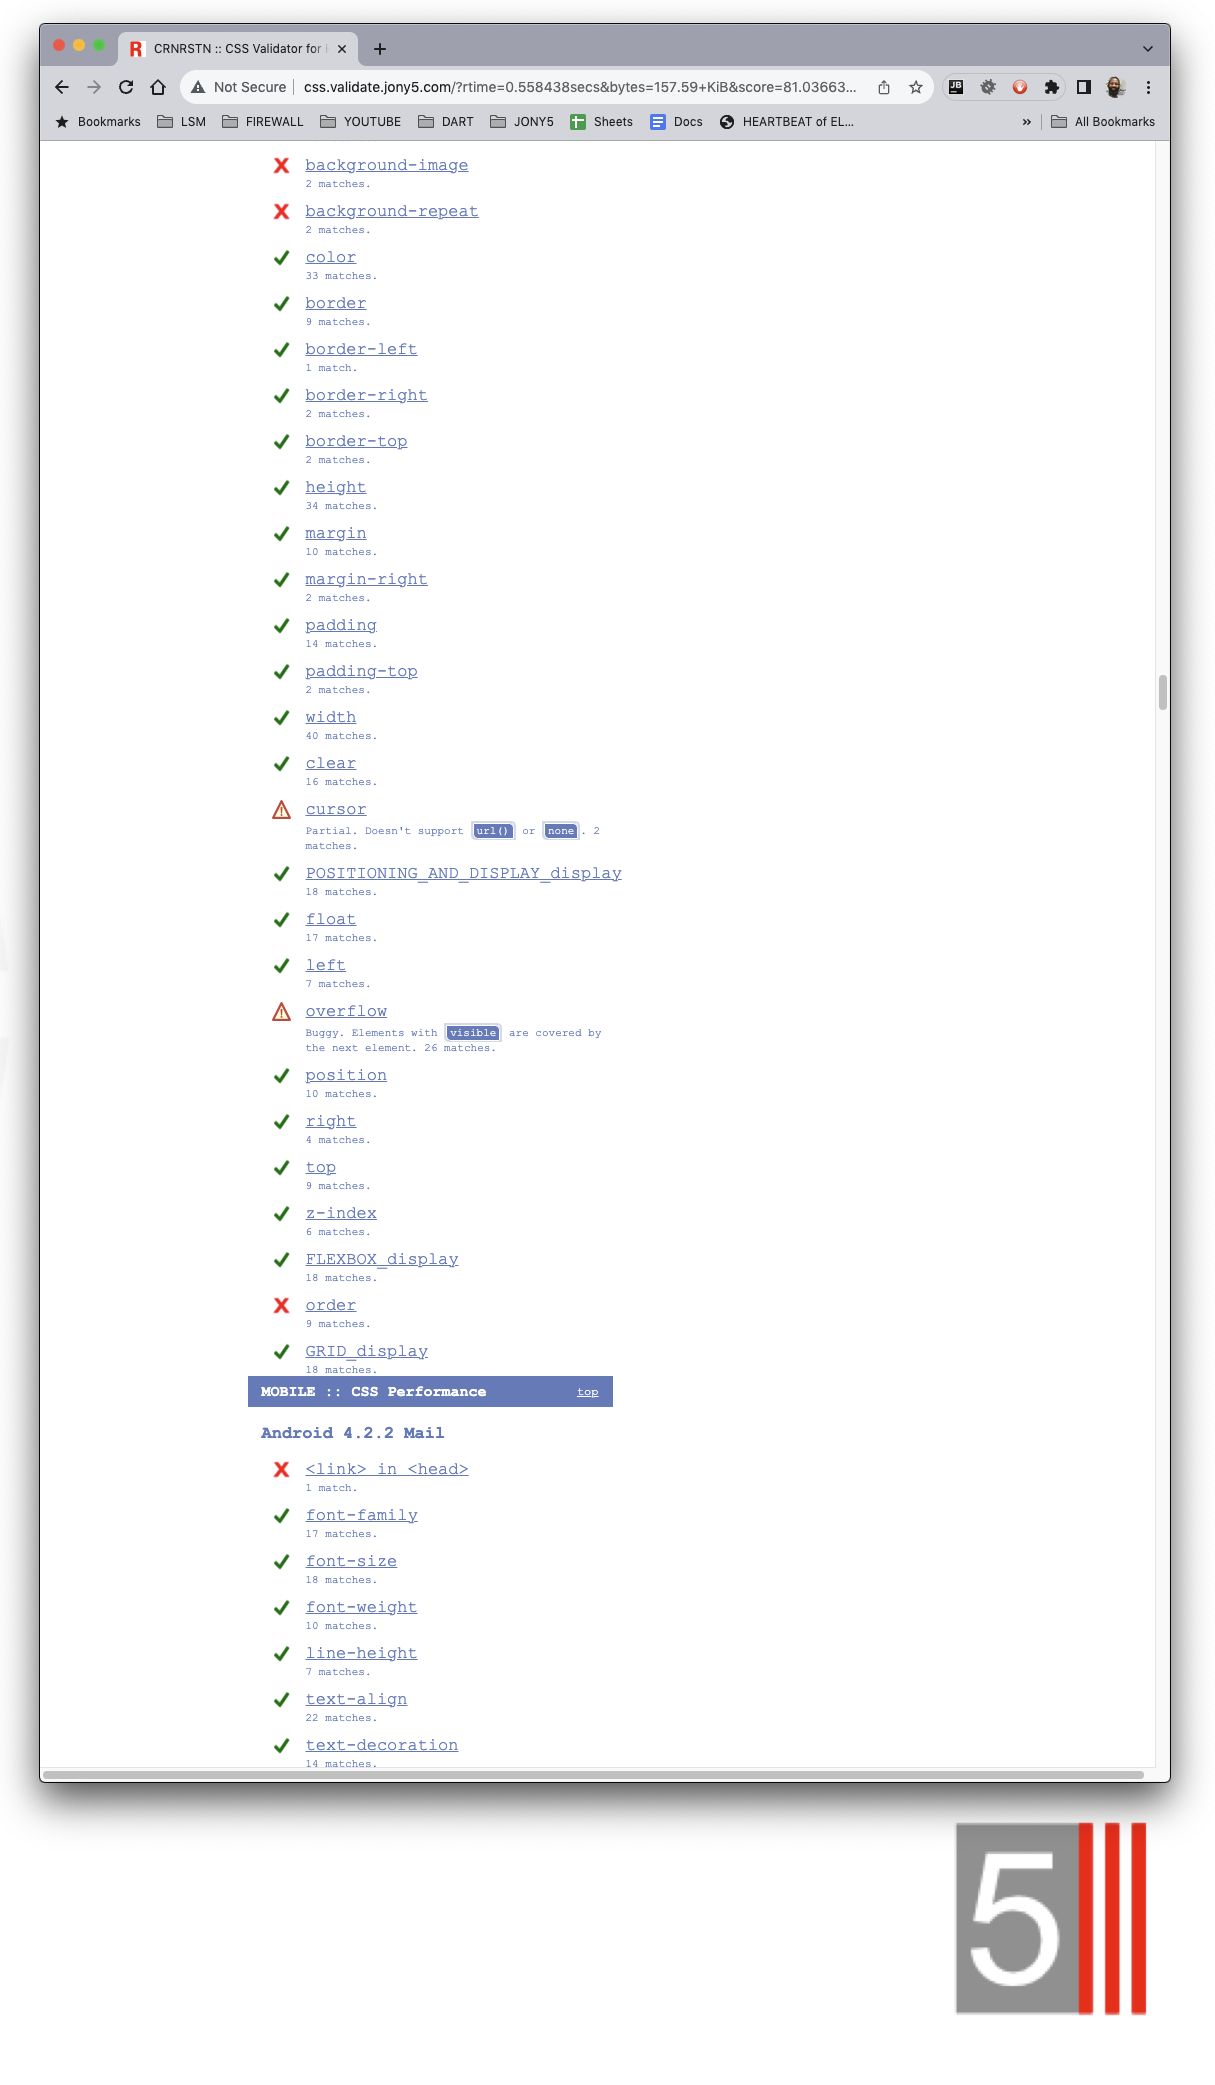 CRNRSTN :: CSS Validator for
Not Secure
css.validate.jony5.com/?rtime=0.558438secs&bytes=157.59+KiB&score=81.03663...
Bookmarks LSM FIREWALL YOUTUBE DART JONY5 Sheets Docs HEARTBEAT of EL... » All Bookmarks
background-image
2 matches.
background-repeat
2 matches.
color
33 matches.
border
9 matches.
border-left
1 match.
border-right
2 matches.
border-top
2 matches.
height
34 matches.
margin
10 matches.
margin-right
2 matches.
padding
14 matches.
padding-top
2 matches.
width
40 matches.
clear
16 matches.
cursor
Partial. Doesn't support url() or none. 2
matches.
POSITIONING_AND_DISPLAY_display
18 matches.
float
17 matches.
left
7 matches.
overflow
Buggy. Elements with visible are covered by
the next element. 26 matches.
position
10 matches.
right
4 matches.
top
9 matches.
z-index
6 matches.
FLEXBOX_display
18 matches.
order
9 matches.
GRID_display
18 matches.
MOBILE :: CSS Performance top
Android 4.2.2 Mail
<link> in <head>
1 match.
font-family
17 matches.
font-size
18 matches.
font-weight
10 matches.
line-height
7 matches.
text-align
22 matches.
text-decoration
14 matches.
5